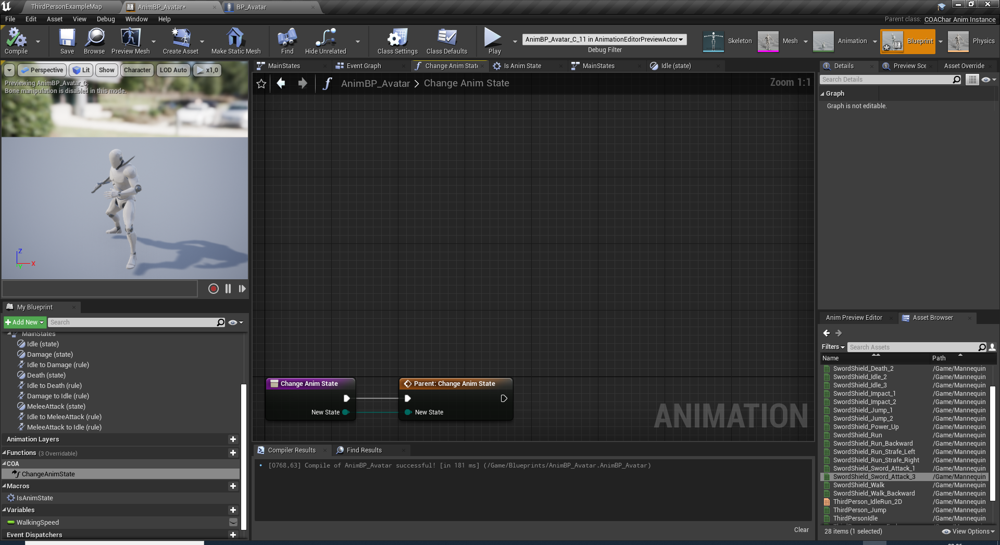 ThirdPersonExampleMap
AnimBP_Avatar*
BP_Avatar
File Edit Asset View Debug Window Help
Parent class: COAChar Anim Instance
Compile
Save
Browse
Preview Mesh
Create Asset
Make Static Mesh
Find
Hide Unrelated
Class Settings
Class Defaults
Play
AnimBP_Avatar_C_11 in AnimationEditorPreviewActor
Debug Filter
Skeleton
Mesh
Animation
Blueprint
Physics
Perspective Lit Show Character LOD Auto x1,0
Previewing AnimBP_Avatar_C.
Bone manipulation is disabled in this mode.
Z
X
Y
MainStates
Event Graph
Change Anim State
Is Anim State
MainStates
Idle (state)
AnimBP_Avatar > Change Anim State
Zoom 1:1
Change Anim State
New State
Parent: Change Anim State
New State
ANIMATION
Details
Preview Sce
Asset Override
Search Details
Graph
Graph is not editable.
My Blueprint
Add New
Search
MainStates
Idle (state)
Damage (state)
Idle to Damage (rule)
Death (state)
Idle to Death (rule)
Damage to Idle (rule)
MeleeAttack (state)
Idle to MeleeAttack (rule)
MeleeAttack to Idle (rule)
Animation Layers
Functions (3 Overridable)
COA
ChangeAnimState
Macros
IsAnimState
Variables
WalkingSpeed
Event Dispatchers
Compiler Results
Find Results
[0768,63] Compile of AnimBP_Avatar successful! [in 181 ms] (/Game/Blueprints/AnimBP_Avatar.AnimBP_Avatar)
Clear
Anim Preview Editor
Asset Browser
Filters
Search Assets
Name Path
SwordShield_Death_2 /Game/Mannequin
SwordShield_Idle_2 /Game/Mannequin
SwordShield_Idle_3 /Game/Mannequin
SwordShield_Impact_1 /Game/Mannequin
SwordShield_Impact_2 /Game/Mannequin
SwordShield_Jump_1 /Game/Mannequin
SwordShield_Jump_2 /Game/Mannequin
SwordShield_Power_Up /Game/Mannequin
SwordShield_Run /Game/Mannequin
SwordShield_Run_Backward /Game/Mannequin
SwordShield_Run_Strafe_Left /Game/Mannequin
SwordShield_Run_Strafe_Right /Game/Mannequin
SwordShield_Sword_Attack_1 /Game/Mannequin
SwordShield_Sword_Attack_3 /Game/Mannequin
SwordShield_Walk /Game/Mannequin
SwordShield_Walk_Backward /Game/Mannequin
ThirdPerson_IdleRun_2D /Game/Mannequin
ThirdPerson_Jump /Game/Mannequin
ThirdPersonIdle /Game/Mannequin
28 items (1 selected)
View Options